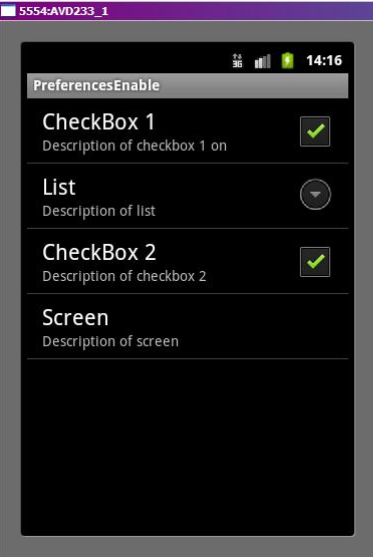 5554:AVD233_1
3G 14:16
PreferencesEnable
CheckBox 1
Description of checkbox 1 on
List
Description of list
CheckBox 2
Description of checkbox 2
Screen
Description of screen